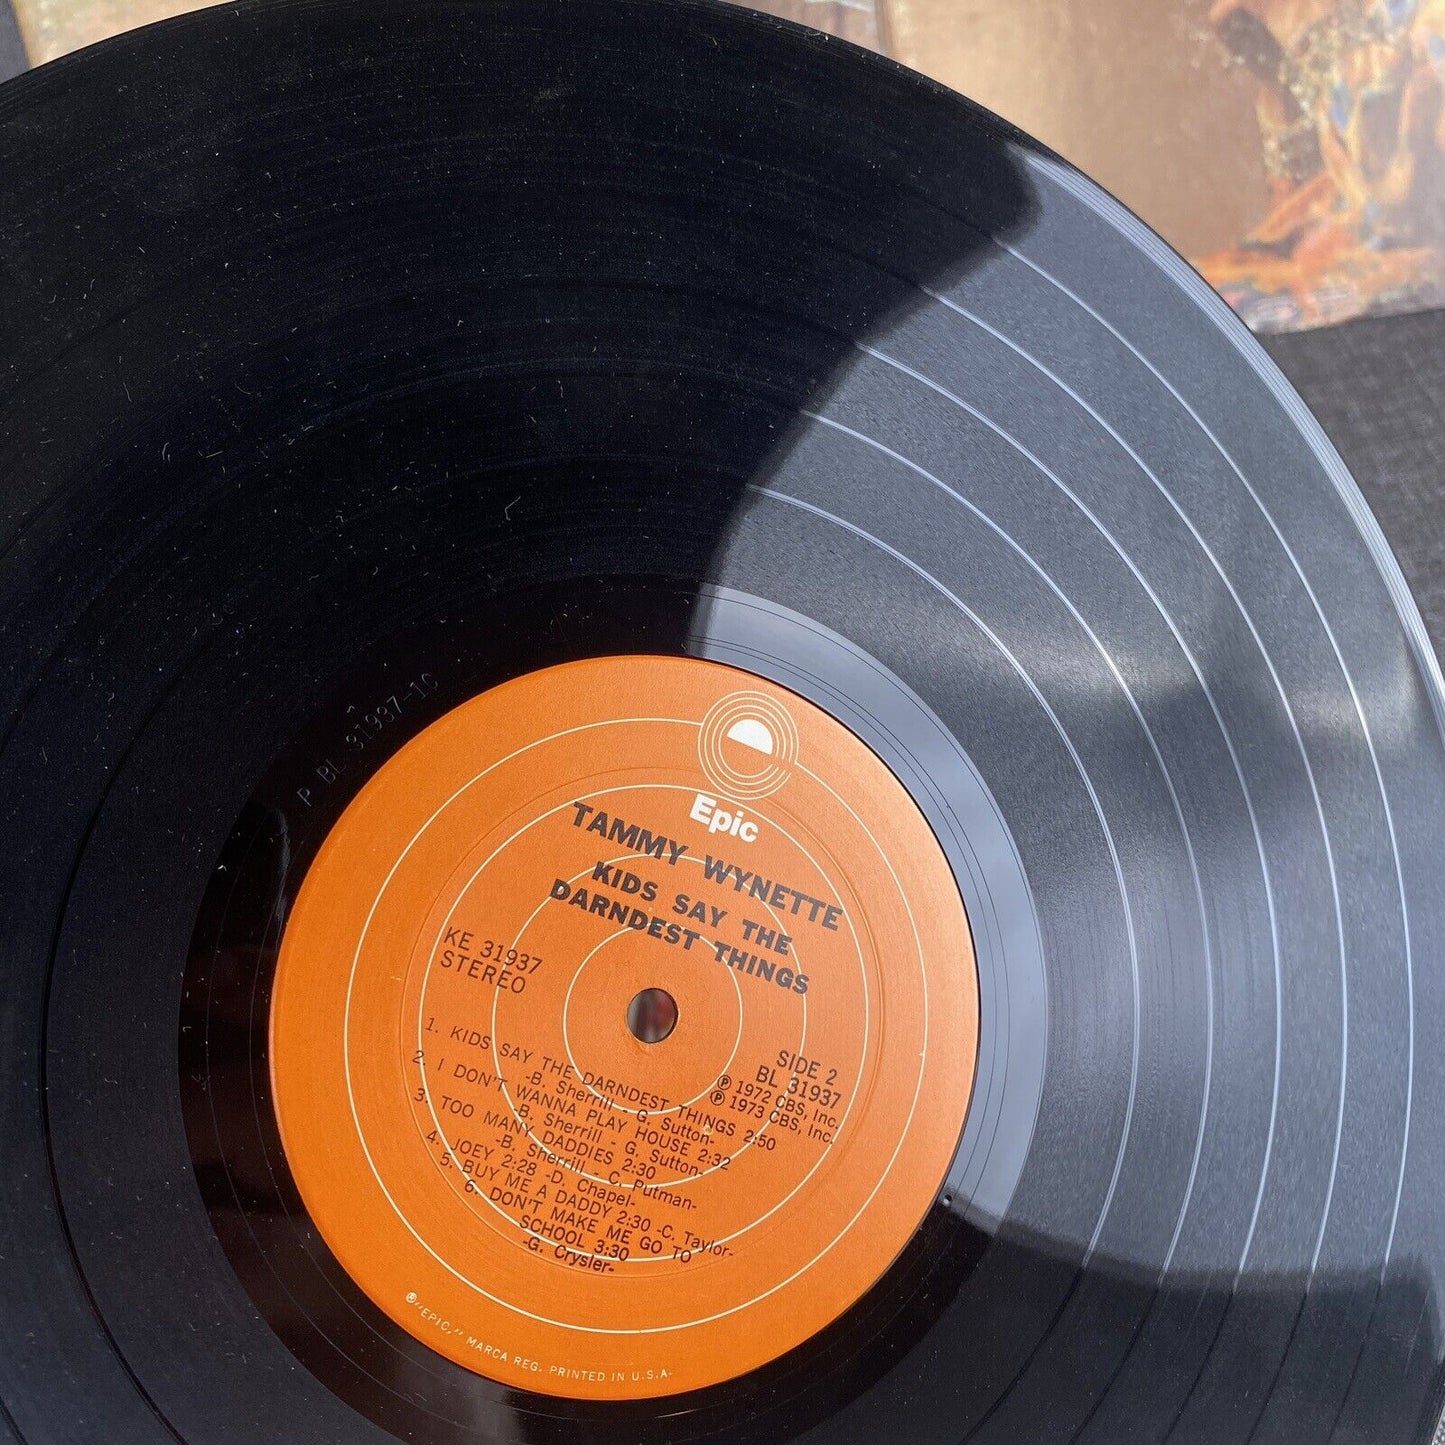 P BL 31937-1C
Epic
TAMMY WYNETTE
KIDS SAY THE
DARNDEST THINGS
KE 31937
STEREO
SIDE 2
BL 31937
Ⓟ 1972 CBS, Inc.
Ⓟ 1973 CBS, Inc.
1. KIDS SAY THE DARNDEST THINGS 2:50
-B. Sherrill - G. Sutton-
2. I DON'T WANNA PLAY HOUSE 2:32
-B. Sherrill - G. Sutton-
3. TOO MANY DADDIES 2:30
-B. Sherrill - C. Putman-
4. JOEY 2:28 -D. Chapel-
5. BUY ME A DADDY 2:30 -C. Taylor-
6. DON'T MAKE ME GO TO
SCHOOL 3:30
-G. Crysler-
®"EPIC," MARCA REG. PRINTED IN U.S.A.